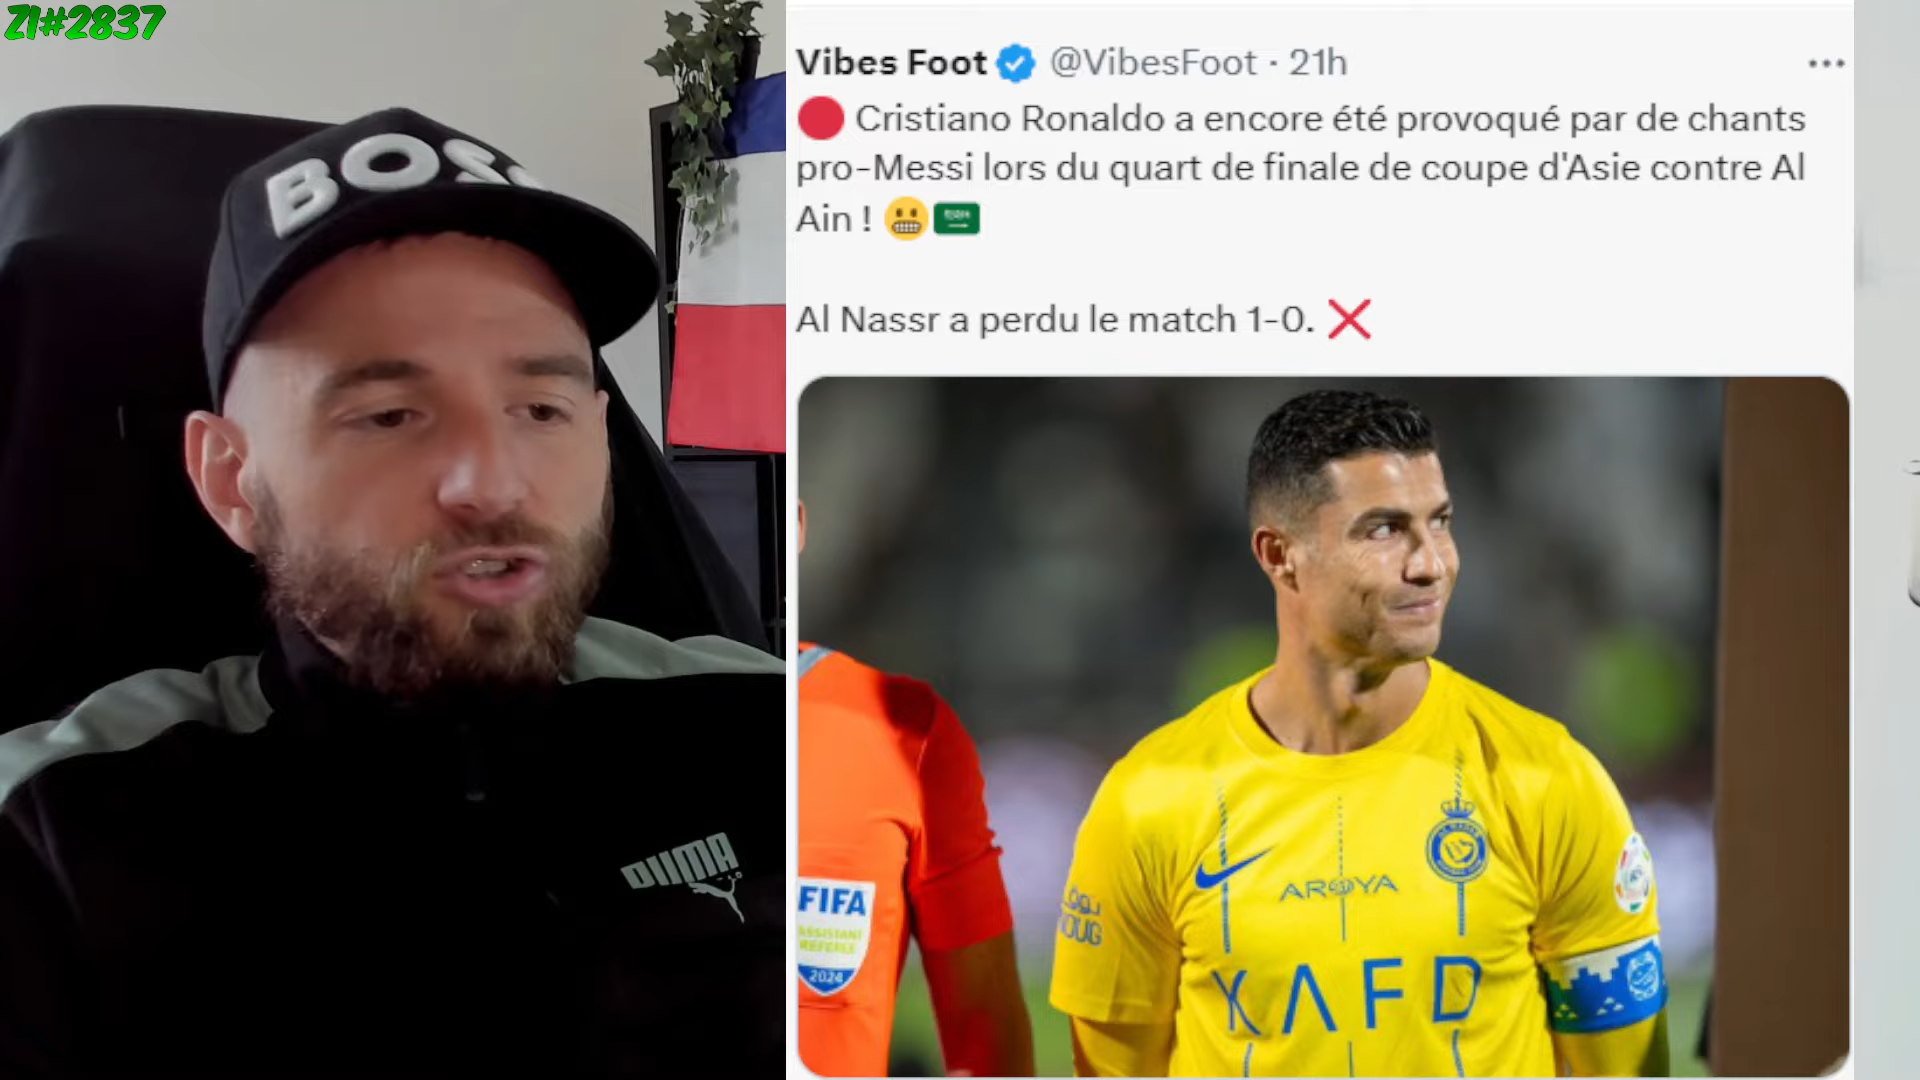 ZI#2837
BOSS
PUMA
Vibes Foot @VibesFoot · 21h
Cristiano Ronaldo a encore été provoqué par de chants
pro-Messi lors du quart de finale de coupe d'Asie contre Al
Ain !
Al Nassr a perdu le match 1-0.
FIFA
ASSISTANT
REFEREE
2024
AROYA
KAFD